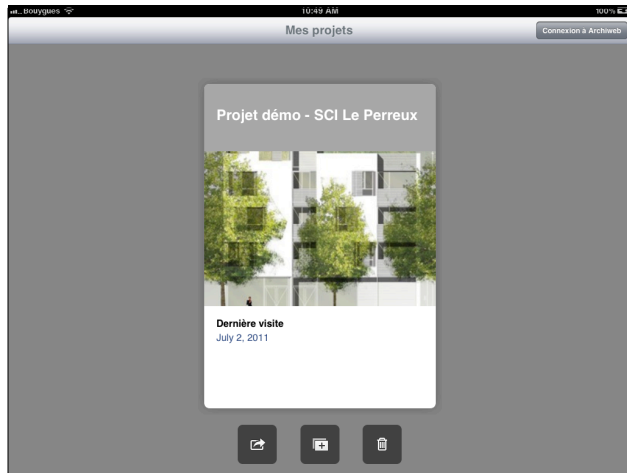 Bouygues 10:49 AM 100%
Mes projets
Connexion à Archiweb
Projet démo - SCI Le Perreux
Dernière visite
July 2, 2011